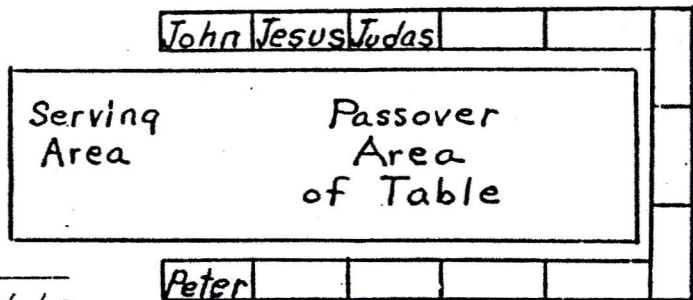 John Jesus Judas
Serving
Area
Passover
Area
of Table
Peter